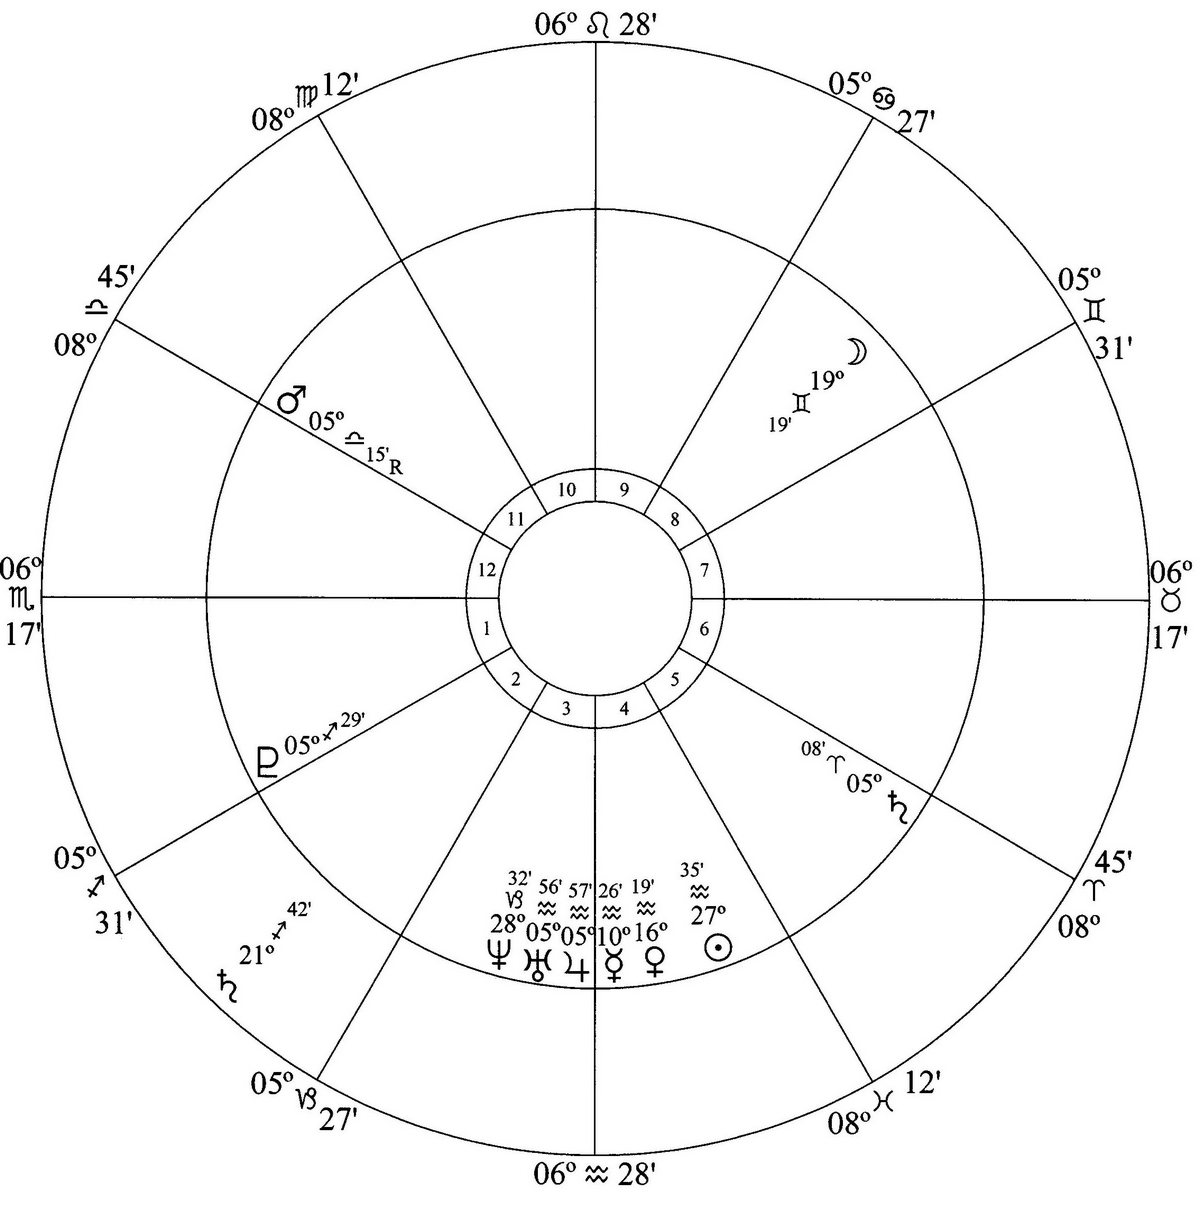 06º ♌ 28'
05º ♋ 27'
08º ♍ 12'
05º ♊ 31'
45' ♎ 08º
☽ 19º ♊ 19'
♂ 05º ♎ 15' R
10 9
11 8
12 7
1 6
2 5
3 4
06º ♏ 17'
06º ♉ 17'
♇ 05º ♐ 29'
08' ♈ 05º ♄
05º ♐ 31'
45' ♈ 08º
♄ 21º ♐ 42'
32' ♑ 28º ♆
56' ♒ 05º ♅
57' ♒ 05º ♃
26' ♒ 10º ☿
19' ♒ 16º ♀
35' ♒ 27º ☉
05º ♑ 27'
08º ♓ 12'
06º ♒ 28'